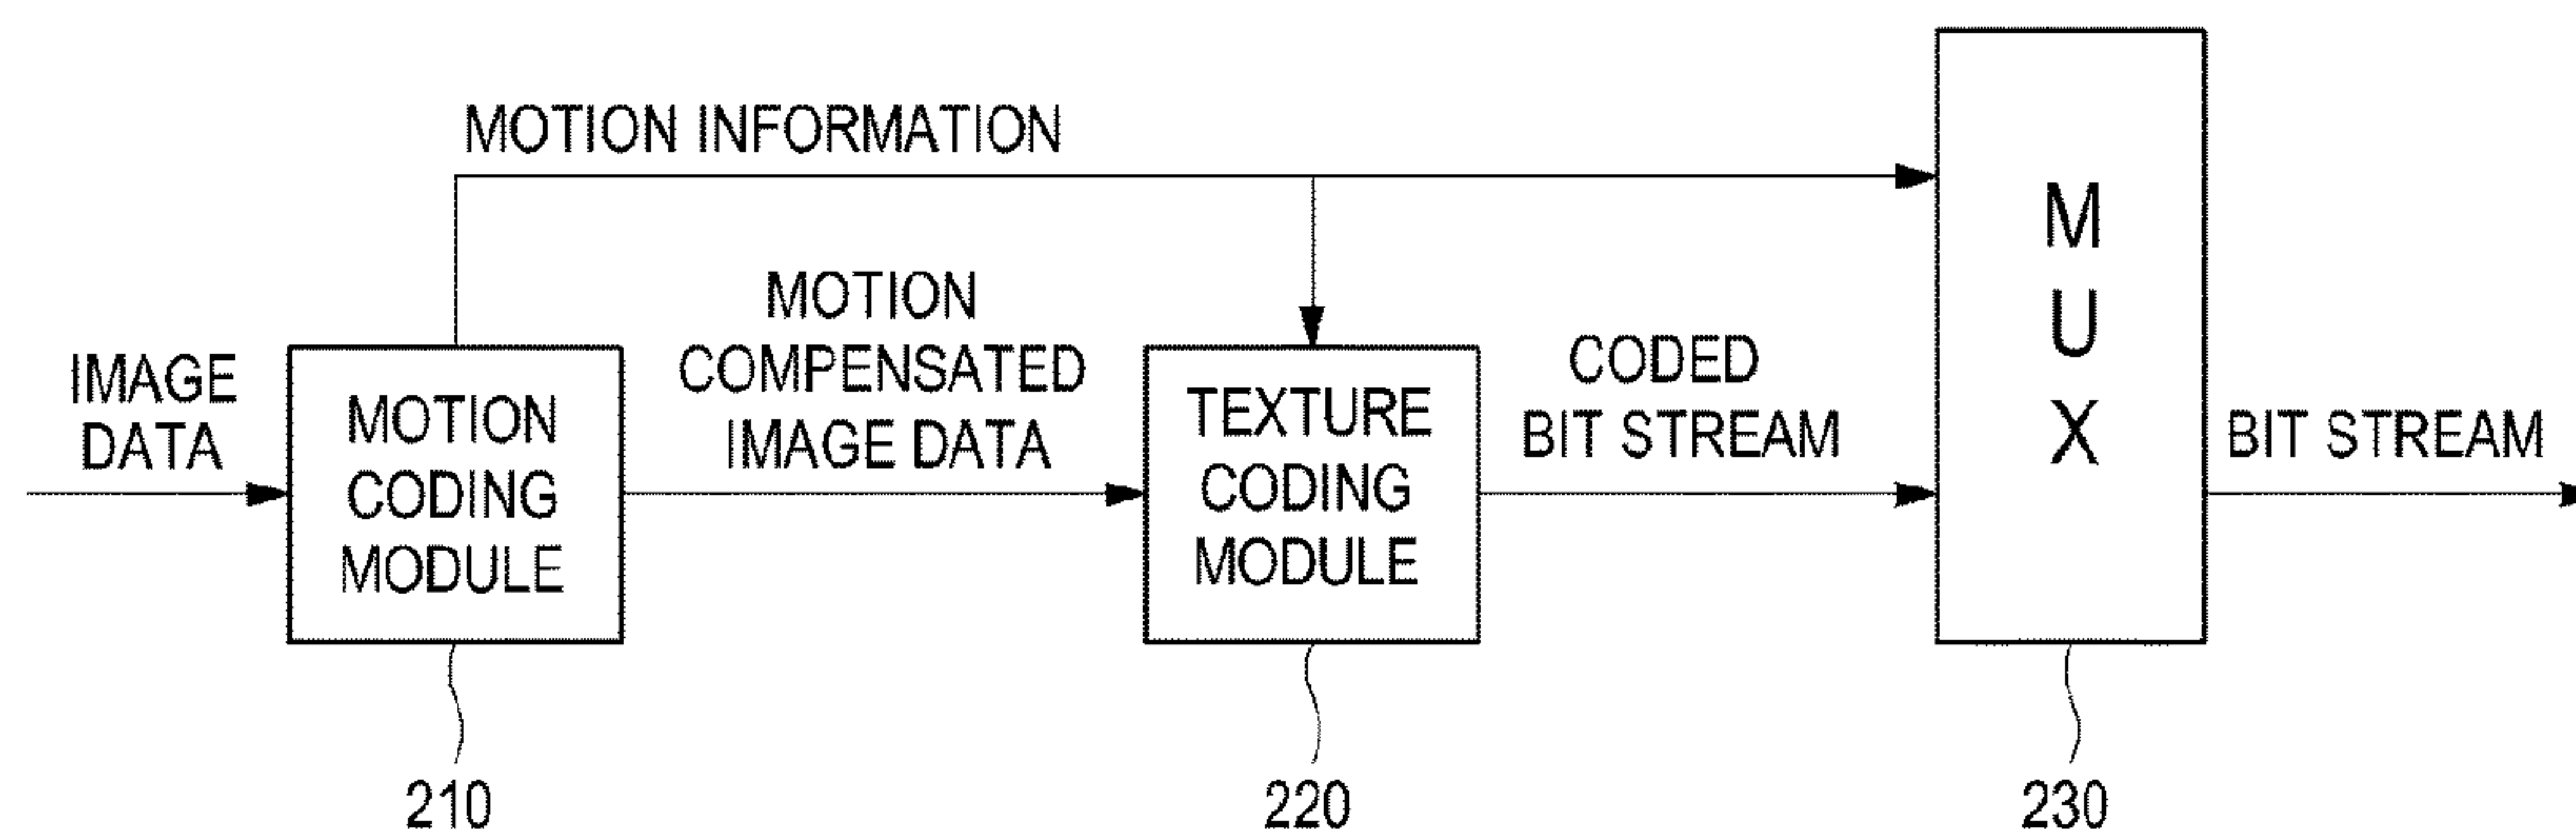 MOTION INFORMATION
IMAGE
DATA
MOTION
CODING
MODULE
MOTION
COMPENSATED
IMAGE DATA
TEXTURE
CODING
MODULE
CODED
BIT STREAM
M
U
X
BIT STREAM
210
220
230